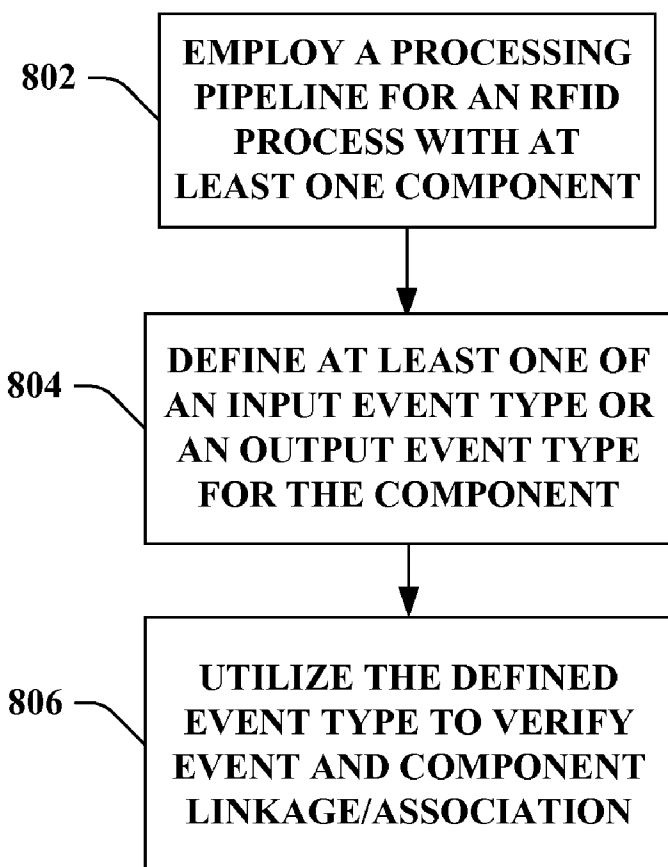 802
EMPLOY A PROCESSING
PIPELINE FOR AN RFID
PROCESS WITH AT
LEAST ONE COMPONENT
804
DEFINE AT LEAST ONE OF
AN INPUT EVENT TYPE OR
AN OUTPUT EVENT TYPE
FOR THE COMPONENT
806
UTILIZE THE DEFINED
EVENT TYPE TO VERIFY
EVENT AND COMPONENT
LINKAGE/ASSOCIATION